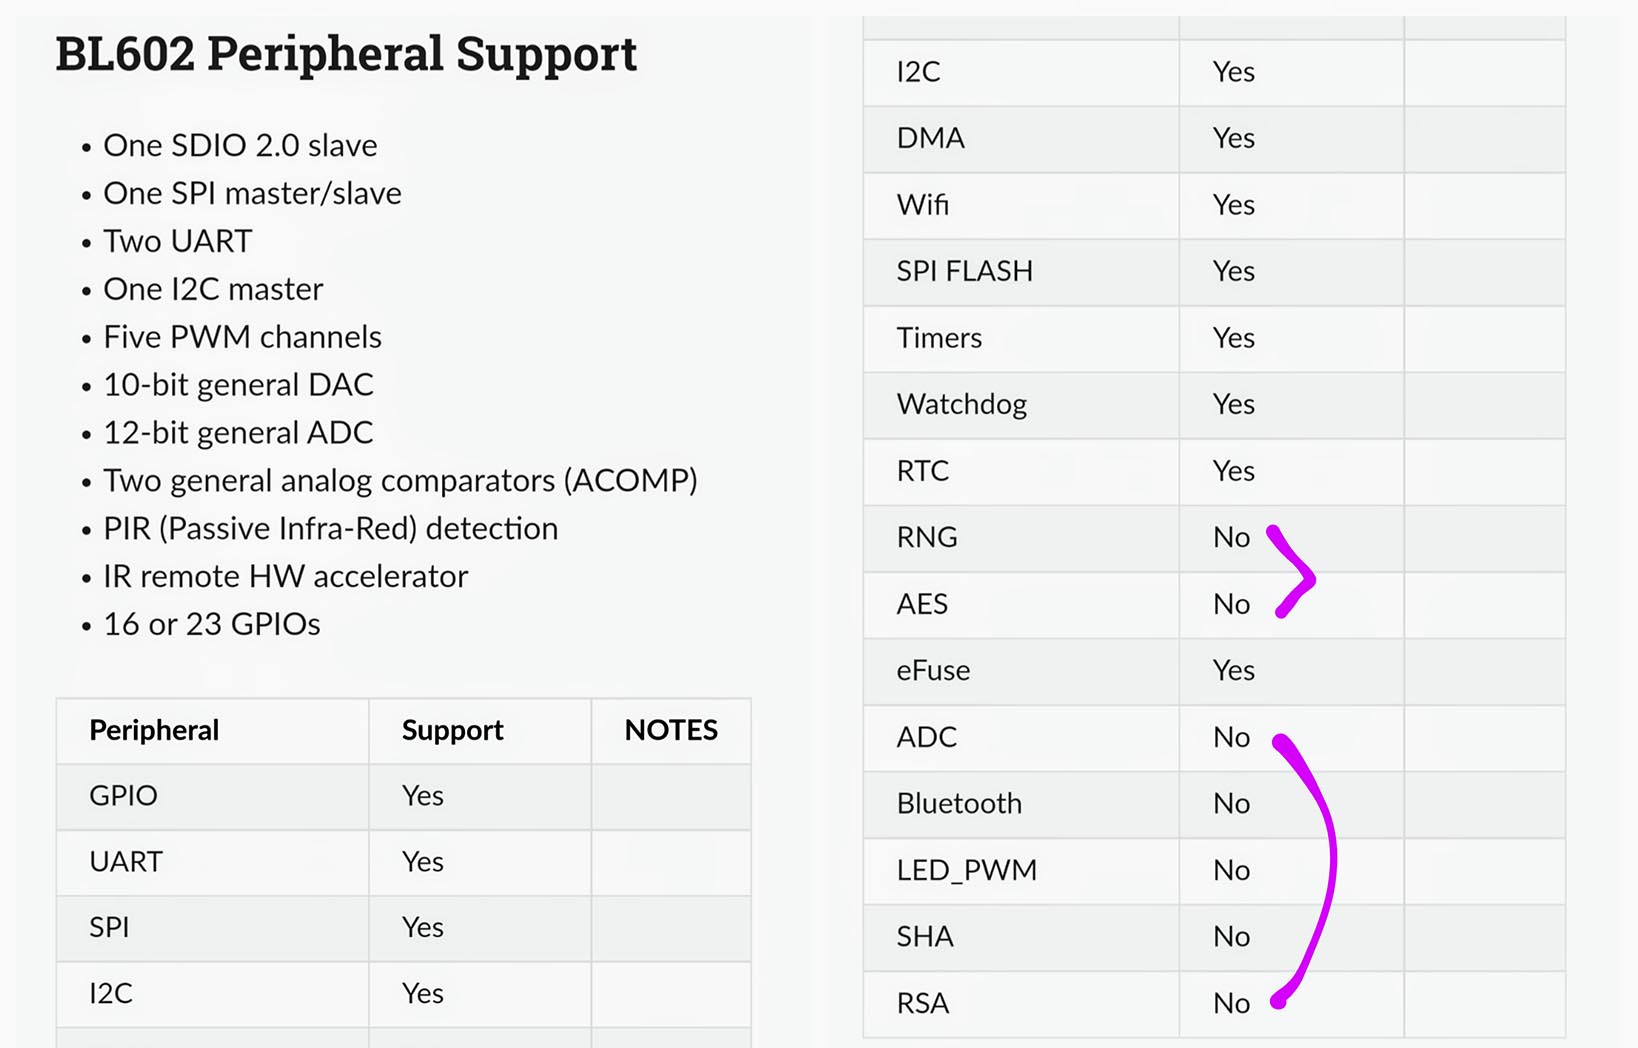 BL602 Peripheral Support
• One SDIO 2.0 slave
• One SPI master/slave
• Two UART
• One I2C master
• Five PWM channels
• 10-bit general DAC
• 12-bit general ADC
• Two general analog comparators (ACOMP)
• PIR (Passive Infra-Red) detection
• IR remote HW accelerator
• 16 or 23 GPIOs
Peripheral Support NOTES
GPIO Yes
UART Yes
SPI Yes
I2C Yes
I2C Yes
DMA Yes
Wifi Yes
SPI FLASH Yes
Timers Yes
Watchdog Yes
RTC Yes
RNG No
AES No
eFuse Yes
ADC No
Bluetooth No
LED_PWM No
SHA No
RSA No